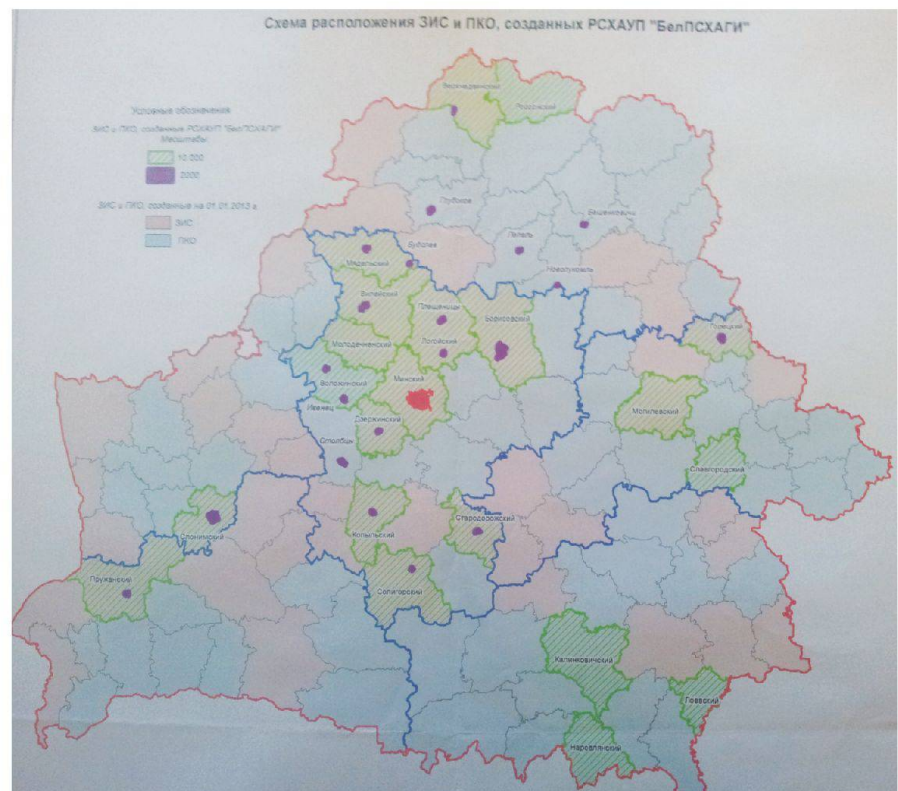 Схема расположения ЗИС и ПКО, созданных РСХАУП "БелПСХАГИ"
Условные обозначения
ЗИС и ПКО, созданные РСХАУП "БелПСХАГИ"
Масштабы
10 000
2000
ЗИС и ПКО, созданные на 01.01.2013 г.
ЗИС
ПКО
Верхнедвинский
Россонский
Глубокое
Бешенковичи
Лепель
Будслав
Мядельский
Новолукомль
Вилейский
Плещеницы
Борисовский
Горецкий
Молодечненский
Логойский
Воложинский
Минский
Ивенец
Могилевский
Дзержинский
Столбцы
Славгородский
Стародорожский
Слонимский
Копыльский
Пружанский
Солигорский
Калинковичский
Лоевский
Наровлянский